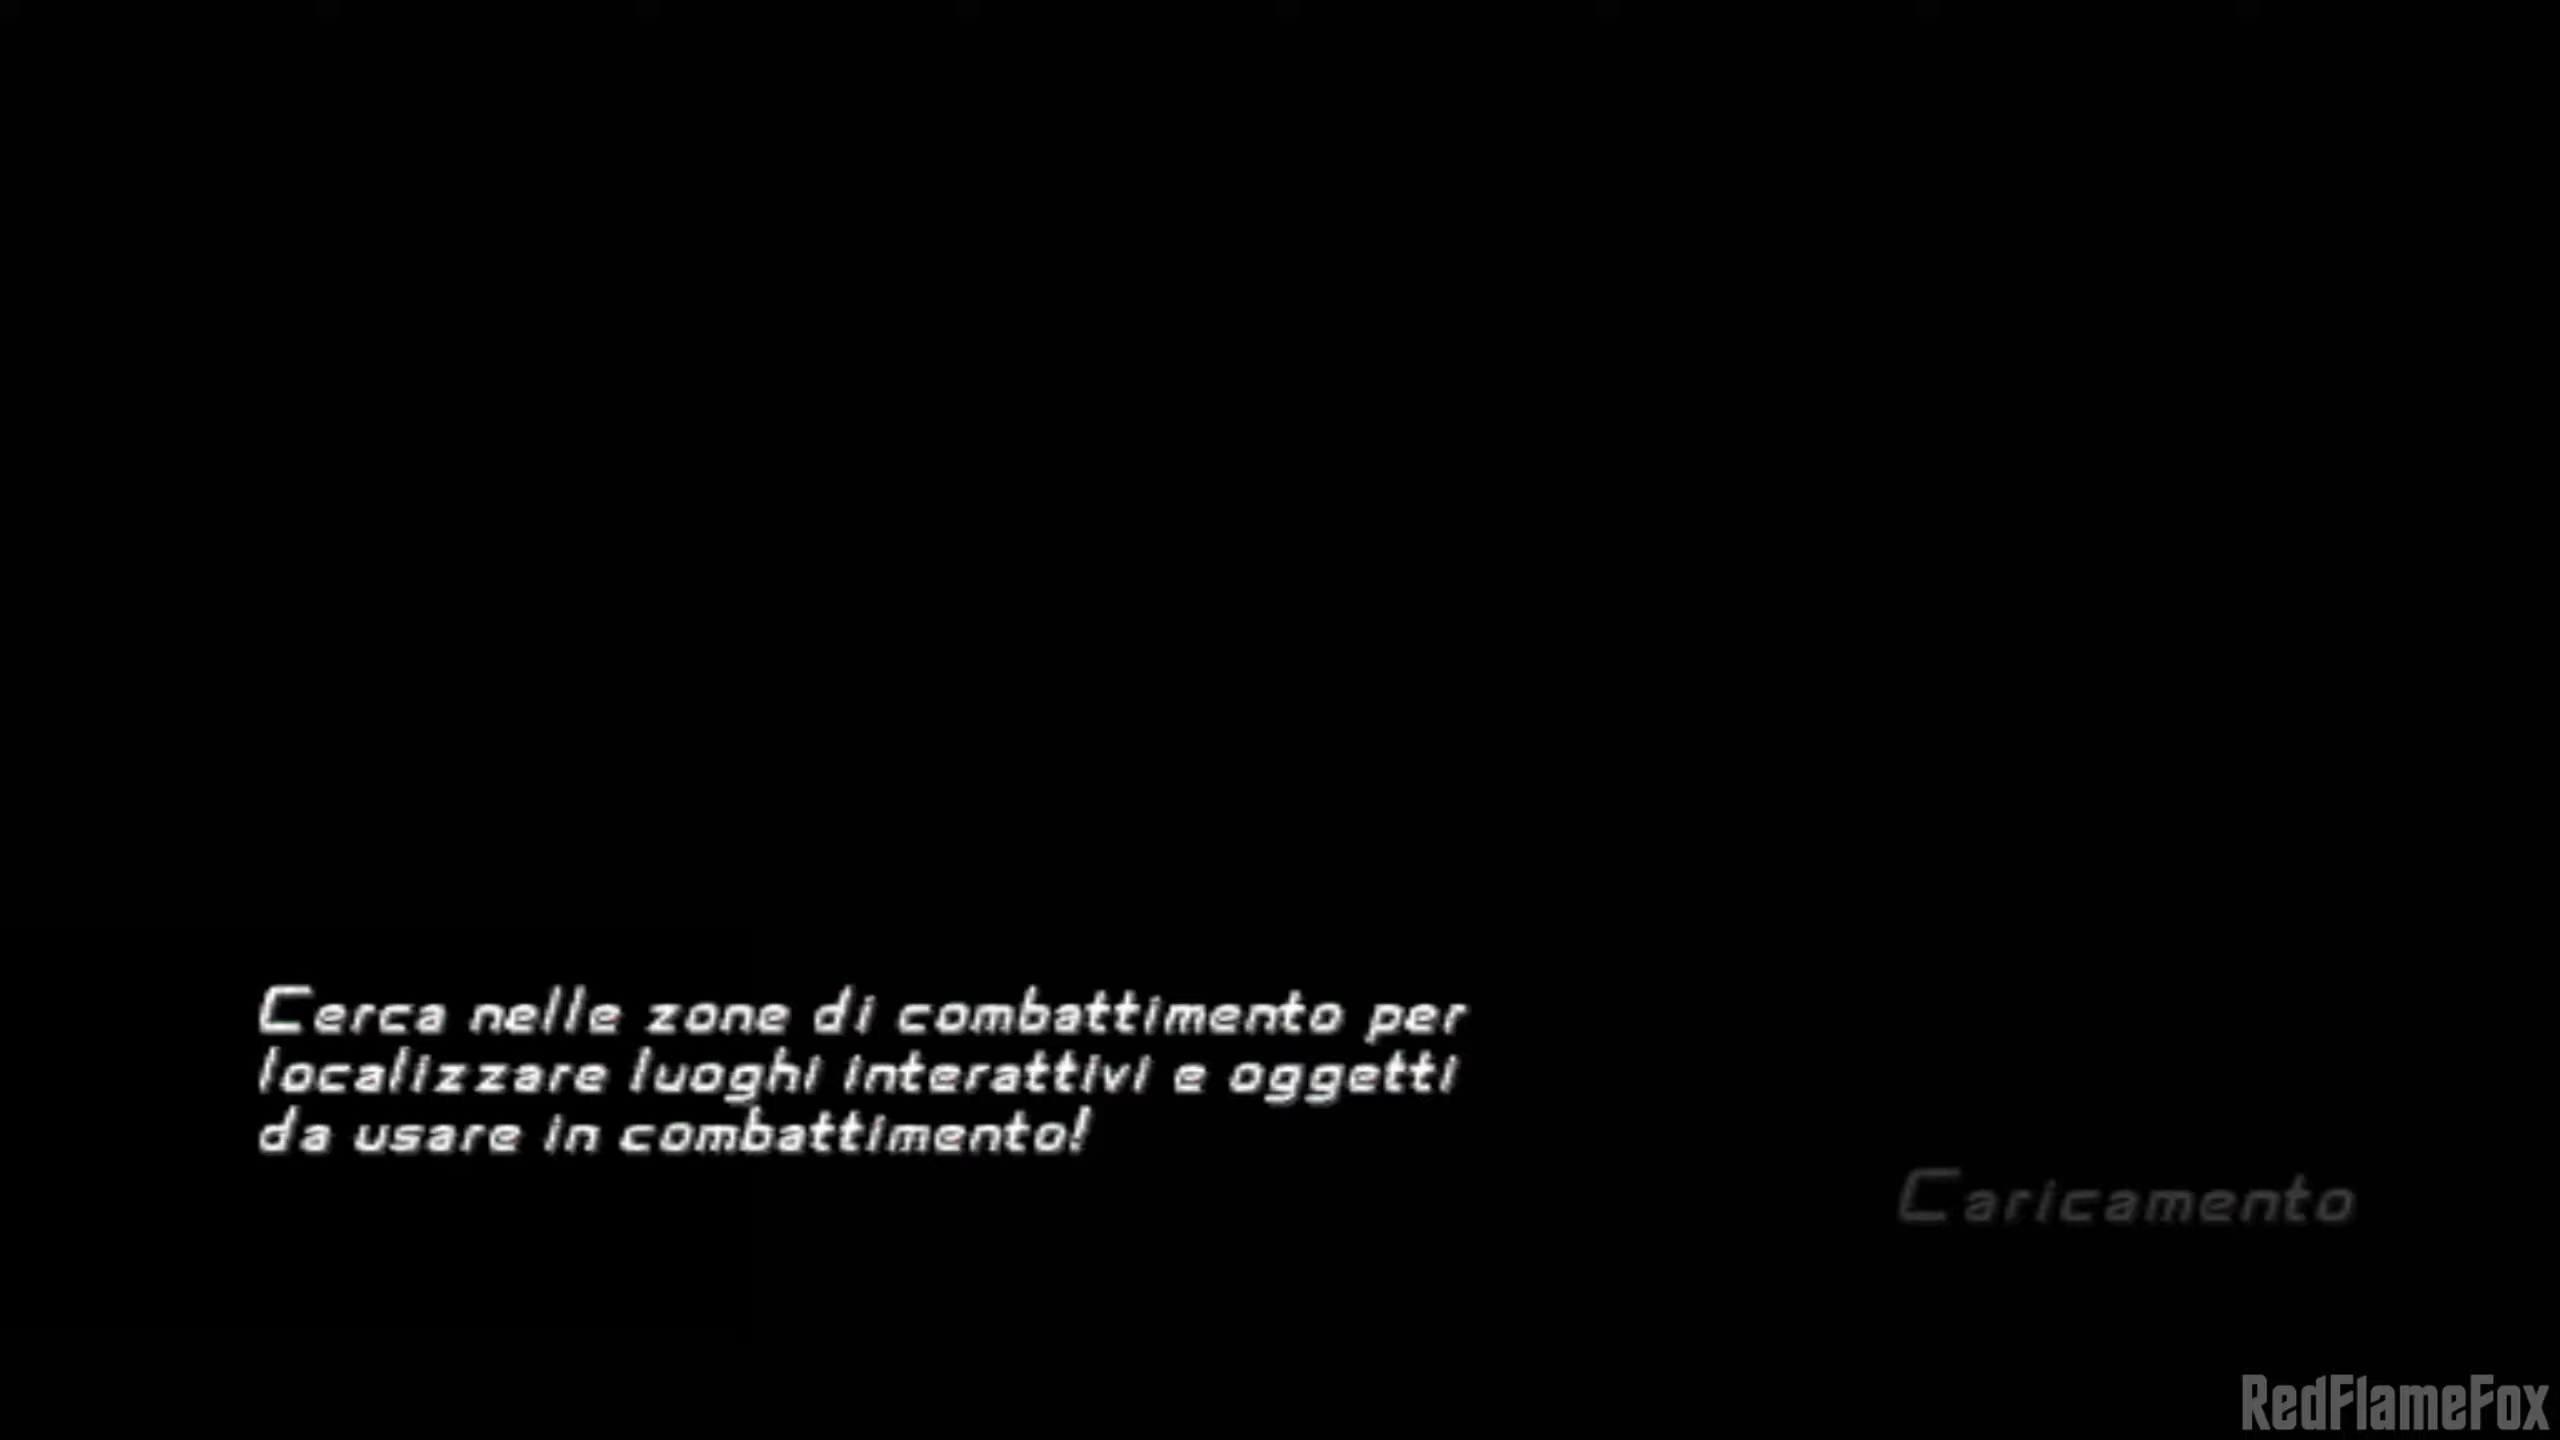 Cerca nelle zone di combattimento per
localizzare luoghi interattivi e oggetti
da usare in combattimento!
Caricamento
RedFlameFox